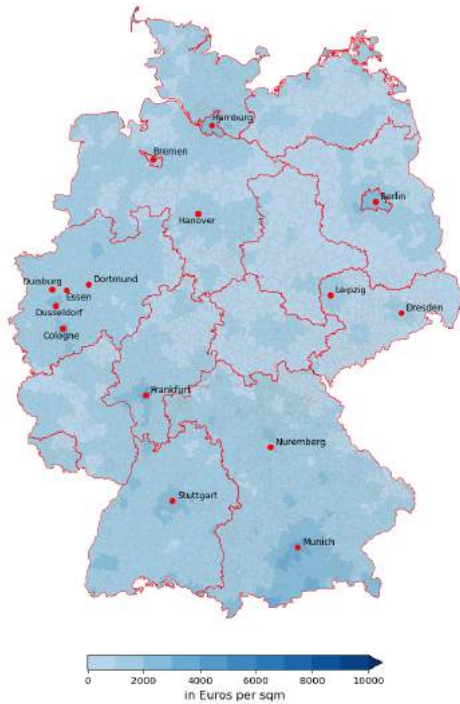 Hamburg
Bremen
Berlin
Hanover
Duisburg
Dortmund
Essen
Dusseldorf
Leipzig
Dresden
Cologne
Frankfurt
Nuremberg
Stuttgart
Munich
0 2000 4000 6000 8000 10000
in Euros per sqm